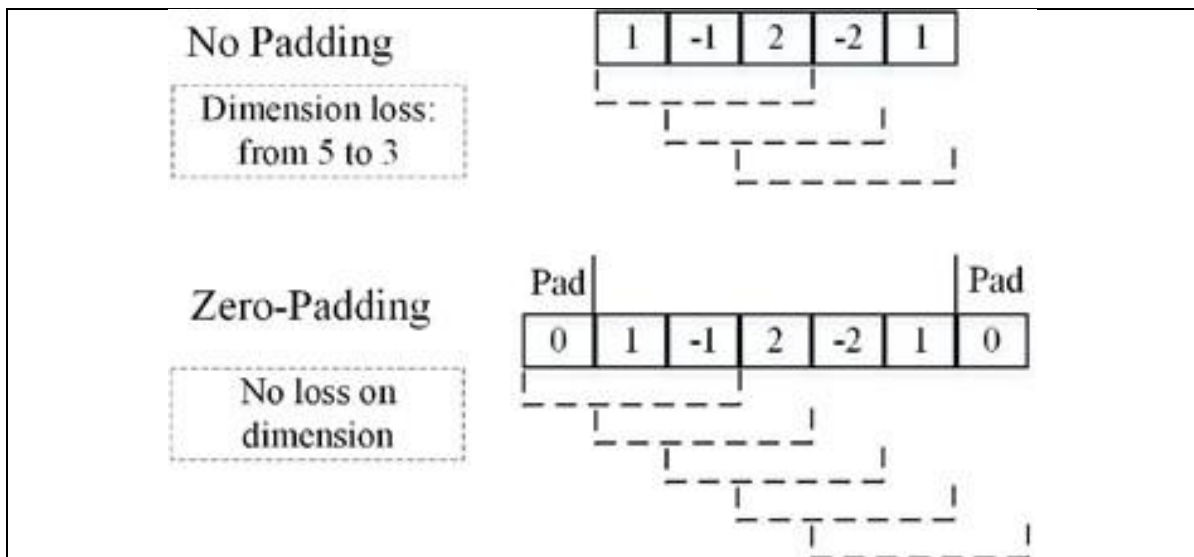 No Padding
1 -1 2 -2 1
Dimension loss:
from 5 to 3
Pad Pad
Zero-Padding
0 1 -1 2 -2 1 0
No loss on
dimension